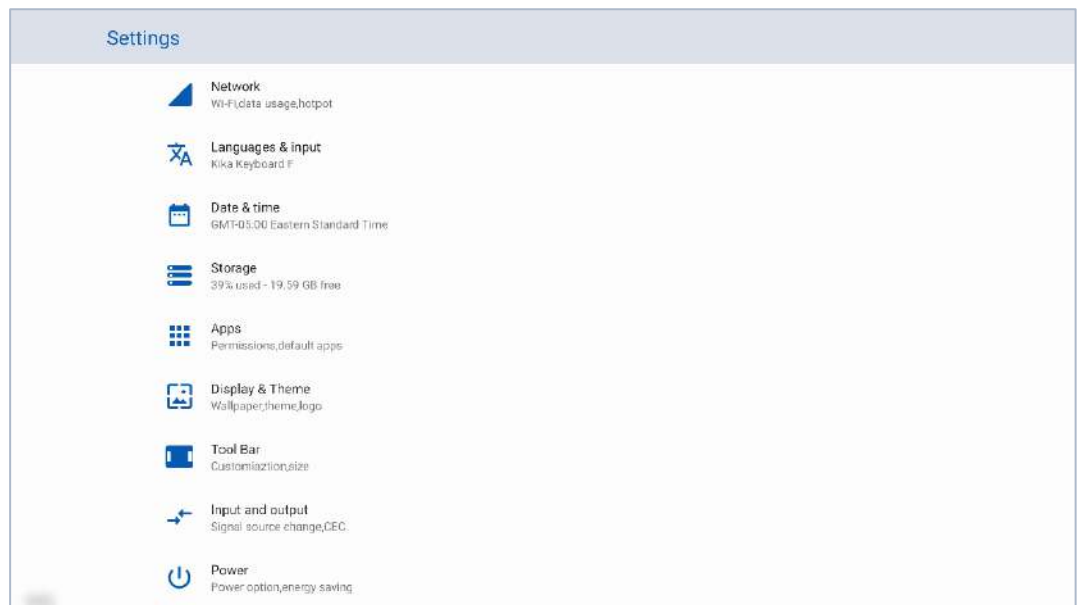 Settings
Network
Wi-Fi,data usage,hotpot
Languages & input
Kika Keyboard F
Date & time
GMT-05:00 Eastern Standard Time
Storage
39% used - 19.59 GB free
Apps
Permissions,default apps
Display & Theme
Wallpaper,theme,logo
Tool Bar
Customiaztion,size
Input and output
Signal source change,CEC
Power
Power option,energy saving